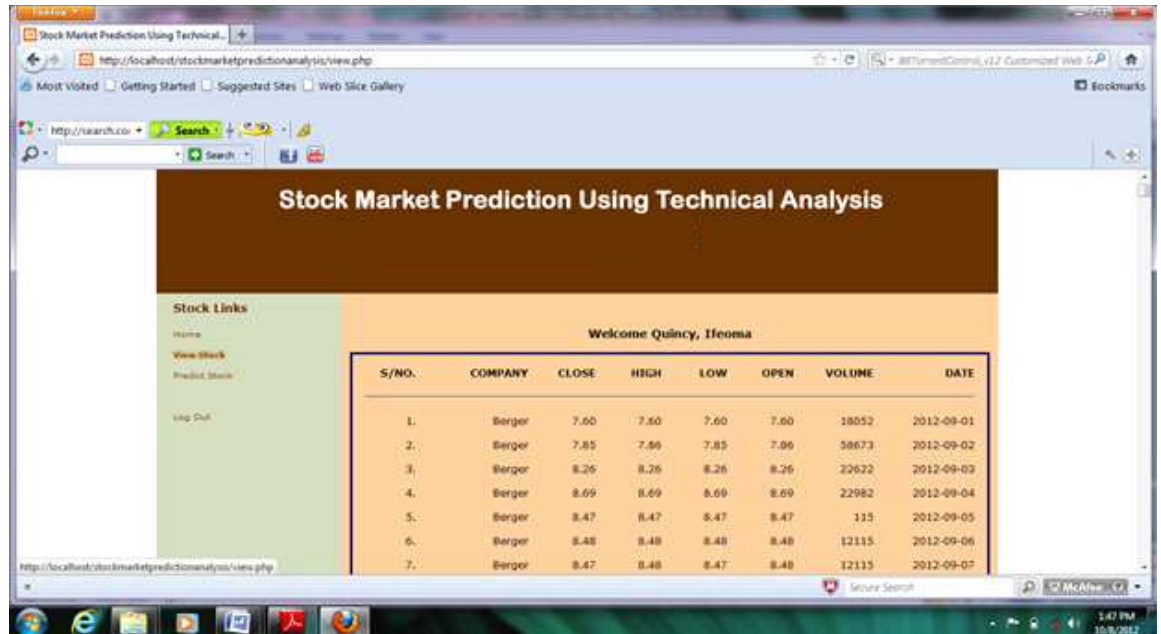 Stock Market Prediction Using Technical...
http://localhost/stockmarketpredictionanalysis/view.php
Most Visited Getting Started Suggested Sites Web Slice Gallery Bookmarks
http://search.co Search
Search
Stock Market Prediction Using Technical Analysis
Stock Links
Home
View Stock
Predict Stock
Log Out
Welcome Quincy, Ifeoma
S/NO. COMPANY CLOSE HIGH LOW OPEN VOLUME DATE
1. Berger 7.60 7.60 7.60 7.60 18052 2012-09-01
2. Berger 7.85 7.86 7.85 7.86 58673 2012-09-02
3. Berger 8.26 8.26 8.26 8.26 22622 2012-09-03
4. Berger 8.69 8.69 8.69 8.69 22982 2012-09-04
5. Berger 8.47 8.47 8.47 8.47 115 2012-09-05
6. Berger 8.48 8.48 8.48 8.48 12115 2012-09-06
7. Berger 8.47 8.48 8.47 8.48 12115 2012-09-07
http://localhost/stockmarketpredictionanalysis/view.php
Secure Search McAfee
1:47 PM
10/8/2012